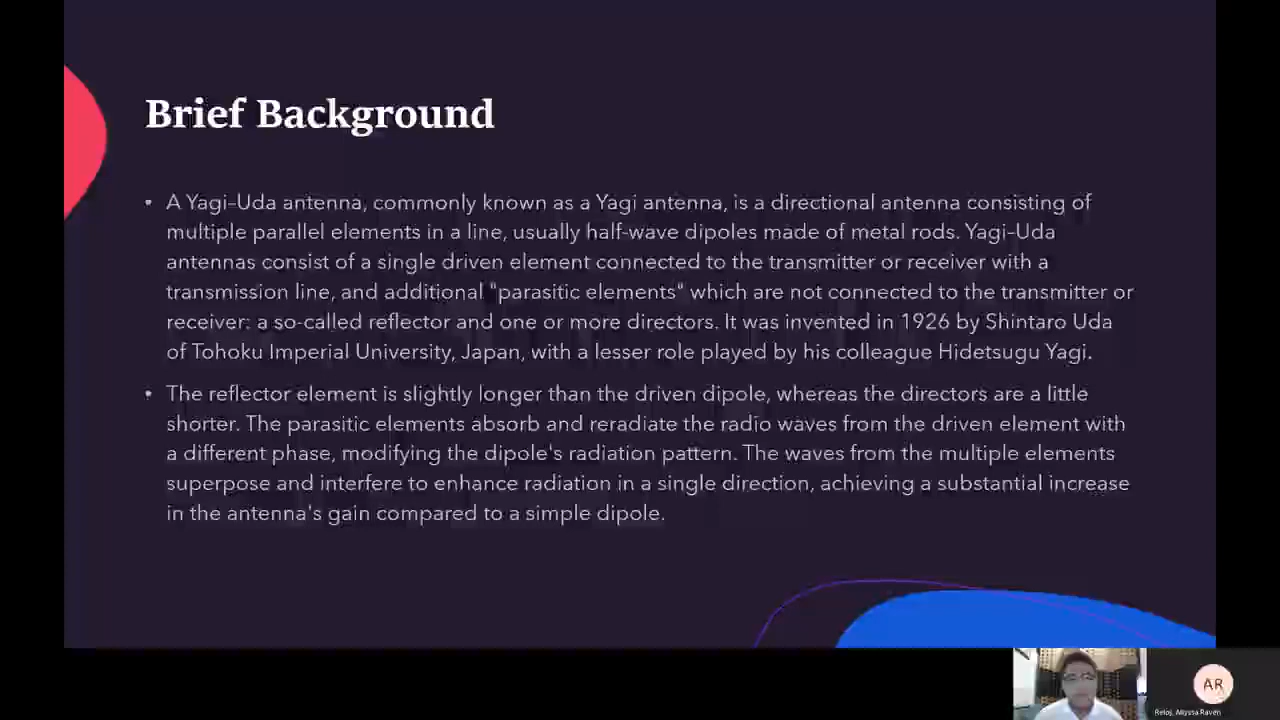 Brief Background
• A Yagi–Uda antenna, commonly known as a Yagi antenna, is a directional antenna consisting of
multiple parallel elements in a line, usually half-wave dipoles made of metal rods. Yagi–Uda
antennas consist of a single driven element connected to the transmitter or receiver with a
transmission line, and additional "parasitic elements" which are not connected to the transmitter or
receiver: a so-called reflector and one or more directors. It was invented in 1926 by Shintaro Uda
of Tohoku Imperial University, Japan, with a lesser role played by his colleague Hidetsugu Yagi.
• The reflector element is slightly longer than the driven dipole, whereas the directors are a little
shorter. The parasitic elements absorb and reradiate the radio waves from the driven element with
a different phase, modifying the dipole's radiation pattern. The waves from the multiple elements
superpose and interfere to enhance radiation in a single direction, achieving a substantial increase
in the antenna's gain compared to a simple dipole.
AR
Reloj, Allyssa Raven